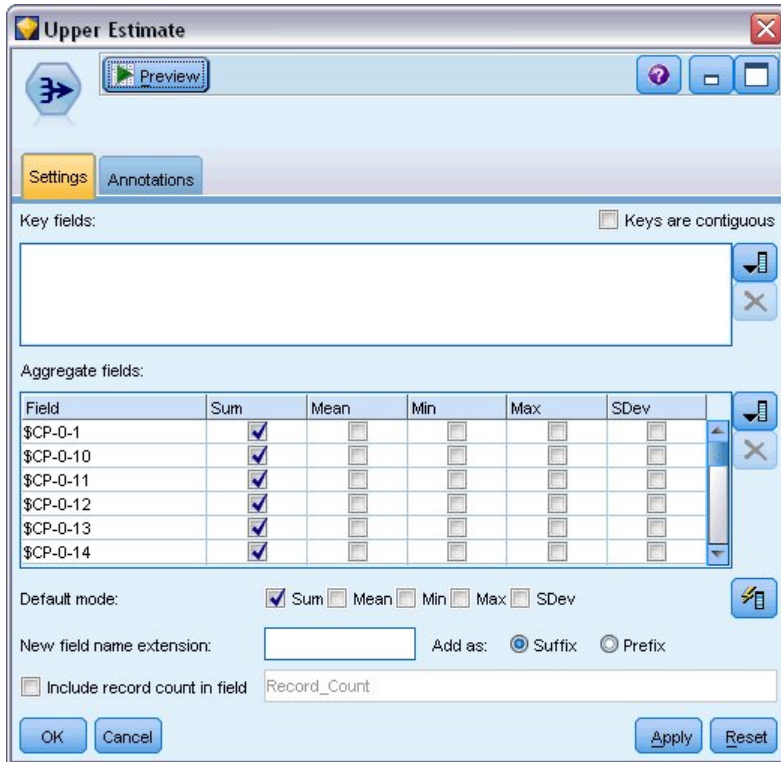 Upper Estimate
Preview
Settings Annotations
Key fields: Keys are contiguous
Aggregate fields:
Field Sum Mean Min Max SDev
$CP-0-1
$CP-0-10
$CP-0-11
$CP-0-12
$CP-0-13
$CP-0-14
Default mode: Sum Mean Min Max SDev
New field name extension: Add as: Suffix Prefix
Include record count in field Record_Count
OK Cancel Apply Reset